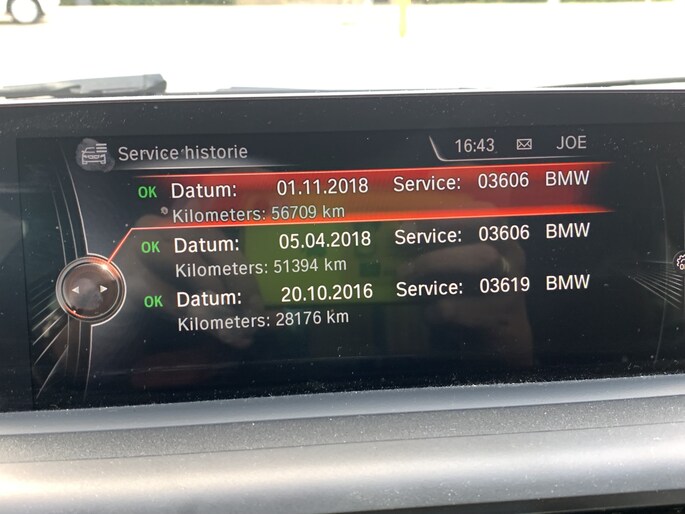 Service historie 16:43 JOE
OK Datum: 01.11.2018 Service: 03606 BMW
Kilometers: 56709 km
OK Datum: 05.04.2018 Service: 03606 BMW
Kilometers: 51394 km
OK Datum: 20.10.2016 Service: 03619 BMW
Kilometers: 28176 km